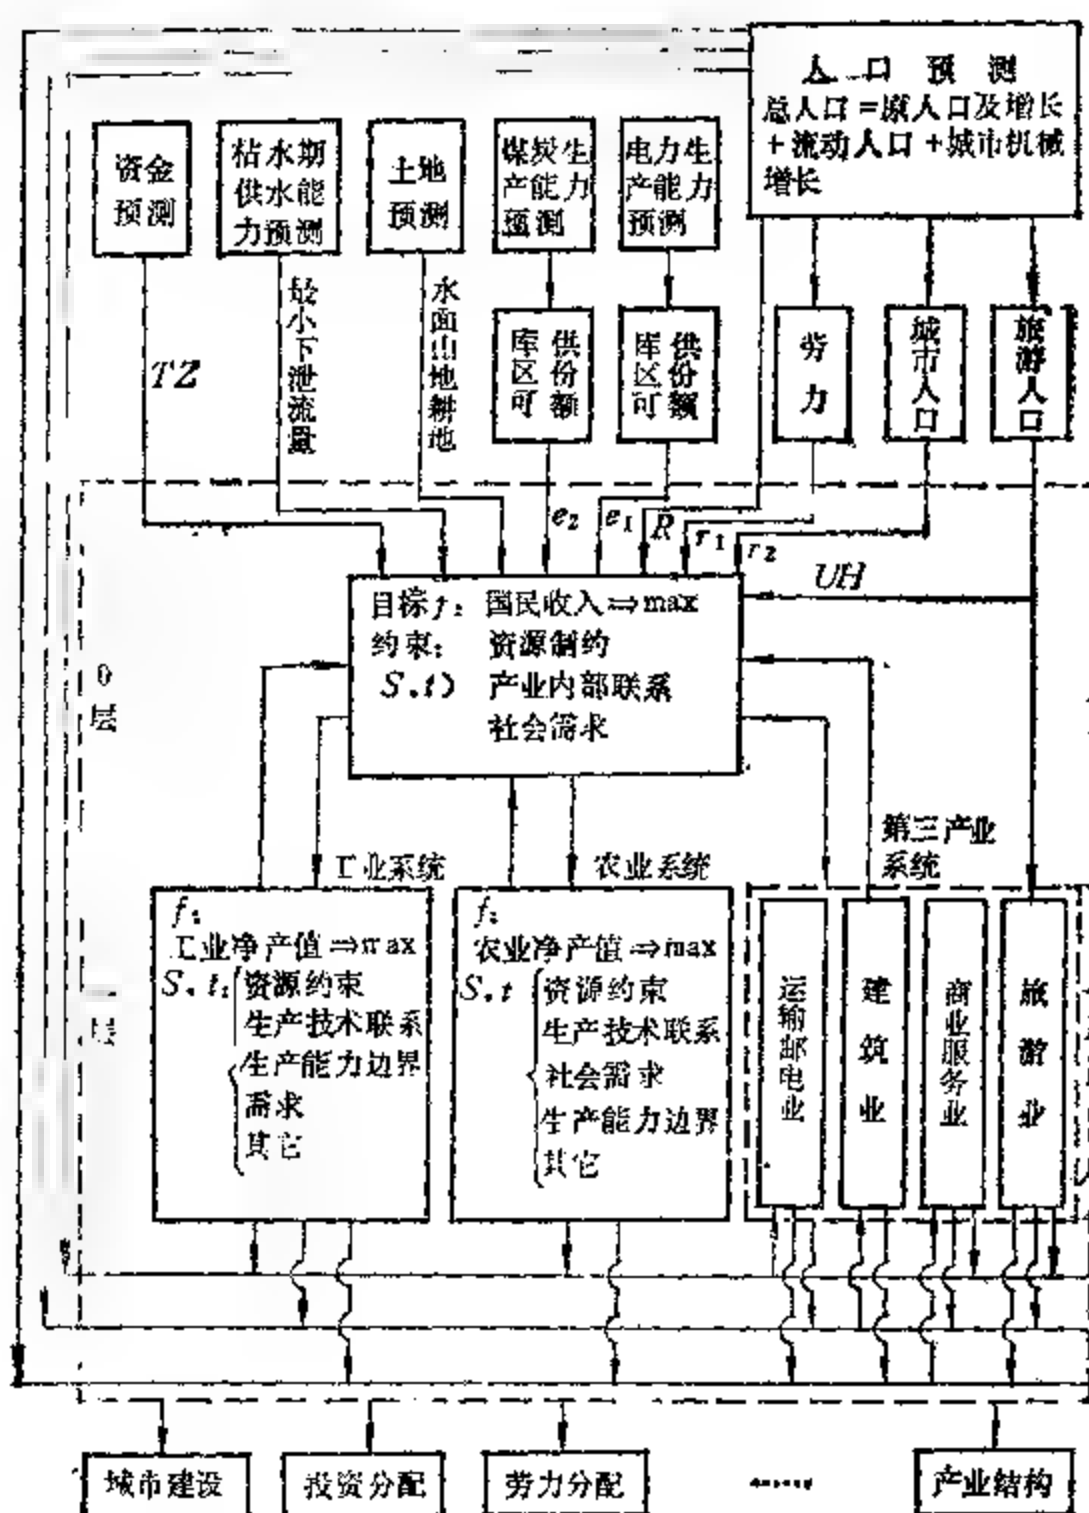 人口预测
总人口=原人口及增长
+流动人口+城市机械
增长
资金
预测
枯水期
供水能
力预测
土地
预测
煤炭生
产能力
预测
电力生
产能力
预测
TZ
最小下泄流量
水面山地耕地
库区可
供份额
库区可
供份额
劳力
城市人口
旅游人口
e₂
e₁
R
r₁
r₂
UH
目标f: 国民收入⇒max
约束: 资源制约
S.t) 产业内部联系
社会需求
0
层
工业系统
农业系统
第三产业
系统
f:
工业净产值⇒max
S.t:{资源约束
生产技术联系
生产能力边界
需求
其它
f:
农业净产值⇒max
S.t {资源约束
生产技术联系
社会需求
生产能力边界
其它
运输邮电业
建筑业
商业服务业
旅游业
一
层
城市建设
投资分配
劳力分配
……
产业结构